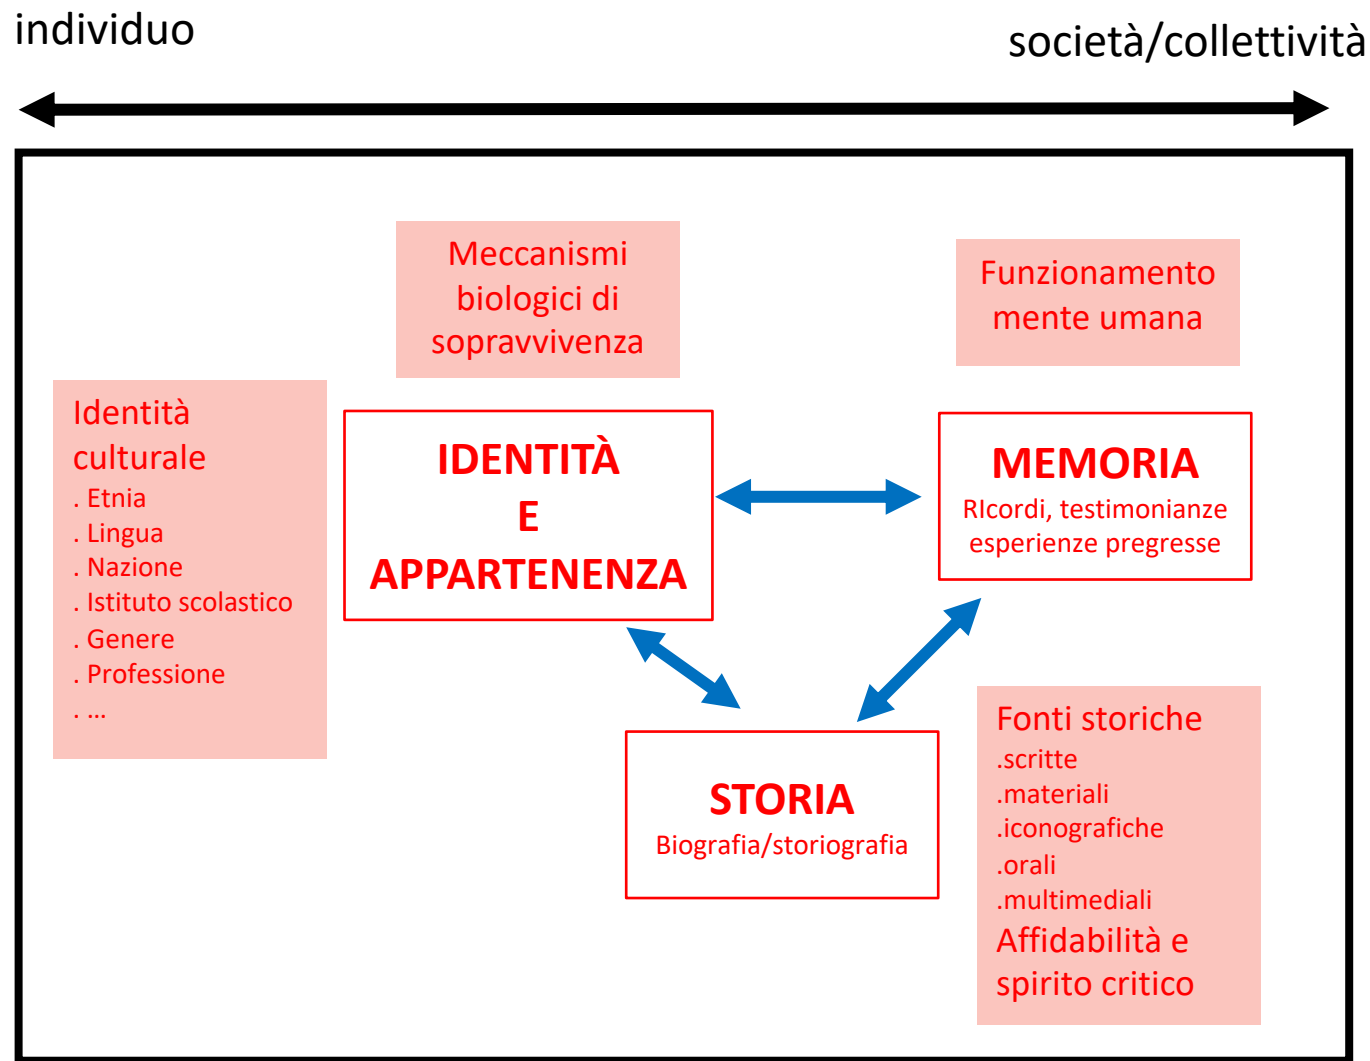 individuo
società/collettività
Meccanismi
biologici di
sopravvivenza
Funzionamento
mente umana
Identità
culturale
. Etnia
. Lingua
. Nazione
. Istituto scolastico
. Genere
. Professione
. ...
IDENTITÀ
E
APPARTENENZA
MEMORIA
RIcordi, testimonianze
esperienze pregresse
STORIA
Biografia/storiografia
Fonti storiche
.scritte
.materiali
.iconografiche
.orali
.multimediali
Affidabilità e
spirito critico